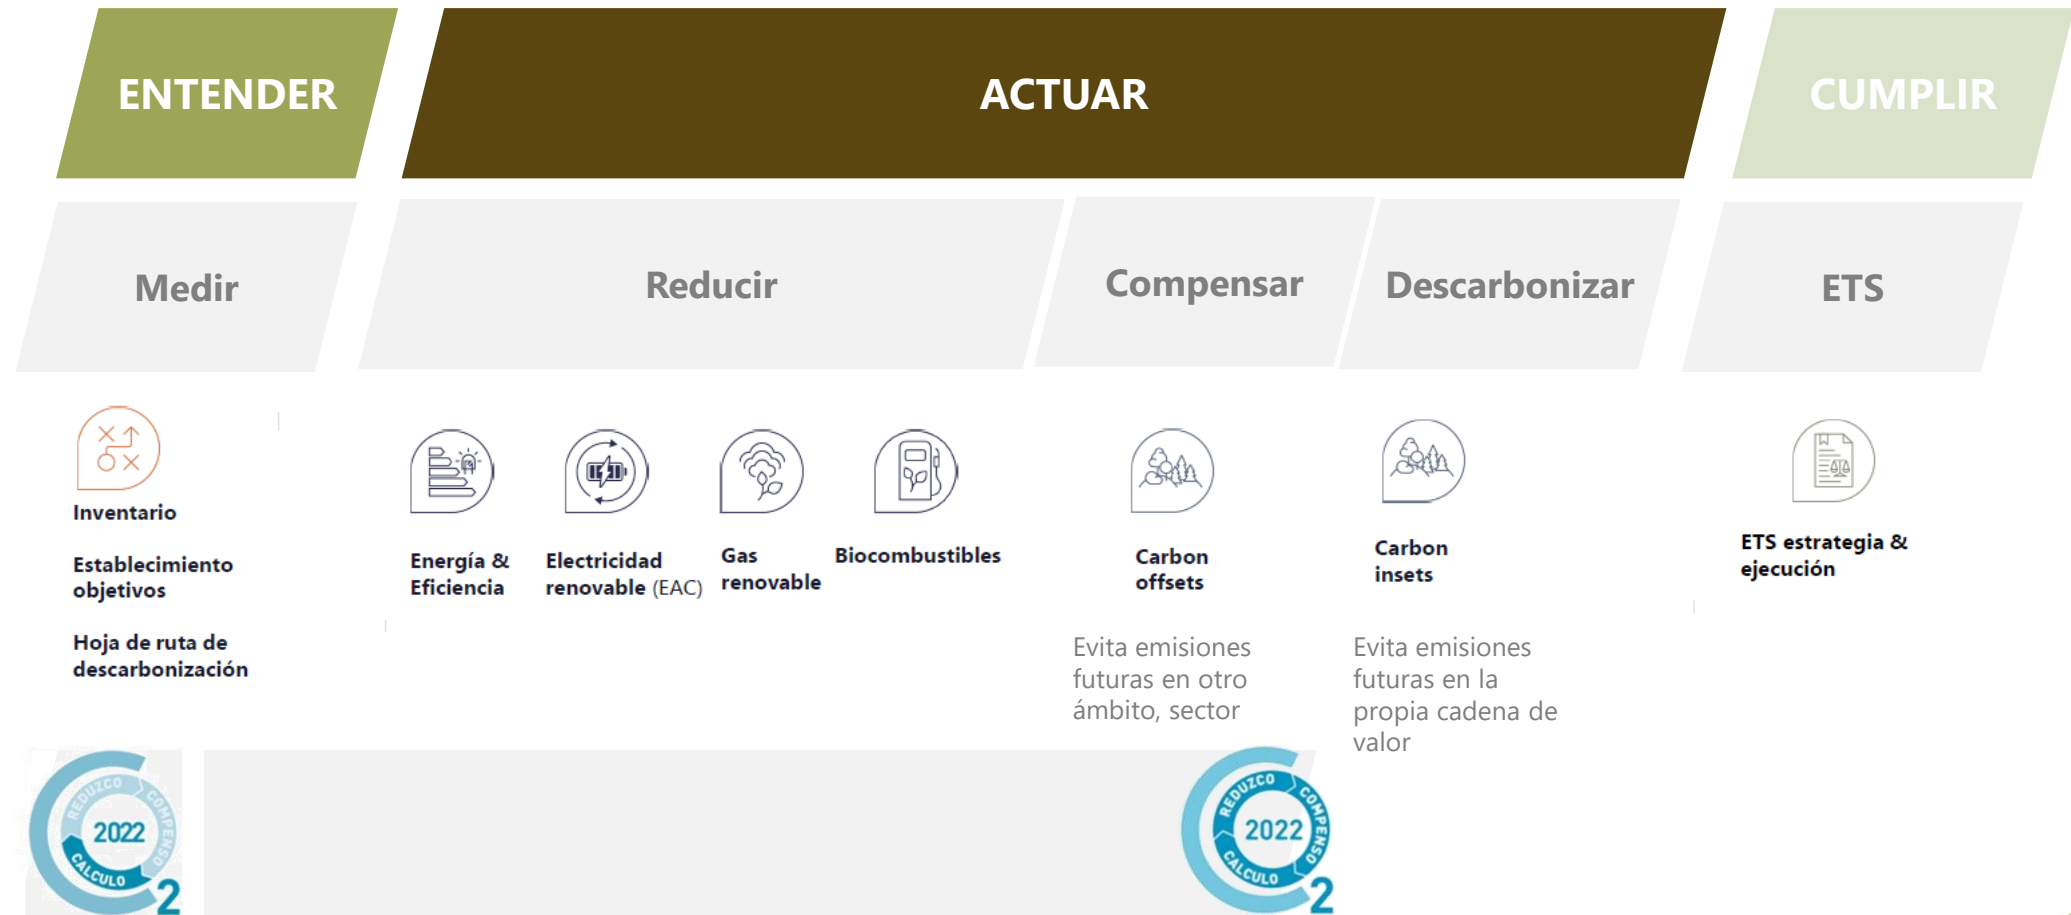 ENTENDER
ACTUAR
CUMPLIR
Medir
Reducir
Compensar
Descarbonizar
ETS
Inventario
Establecimiento
objetivos
Hoja de ruta de
descarbonización
Energía &
Eficiencia
Electricidad
renovable (EAC)
Gas
renovable
Biocombustibles
Carbon
offsets
Evita emisiones
futuras en otro
ámbito, sector
Carbon
insets
Evita emisiones
futuras en la
propia cadena de
valor
ETS estrategia &
ejecución
REDUZCO
COMPENSO
CALCULO
2022
2
REDUZCO
COMPENSO
CALCULO
2022
2